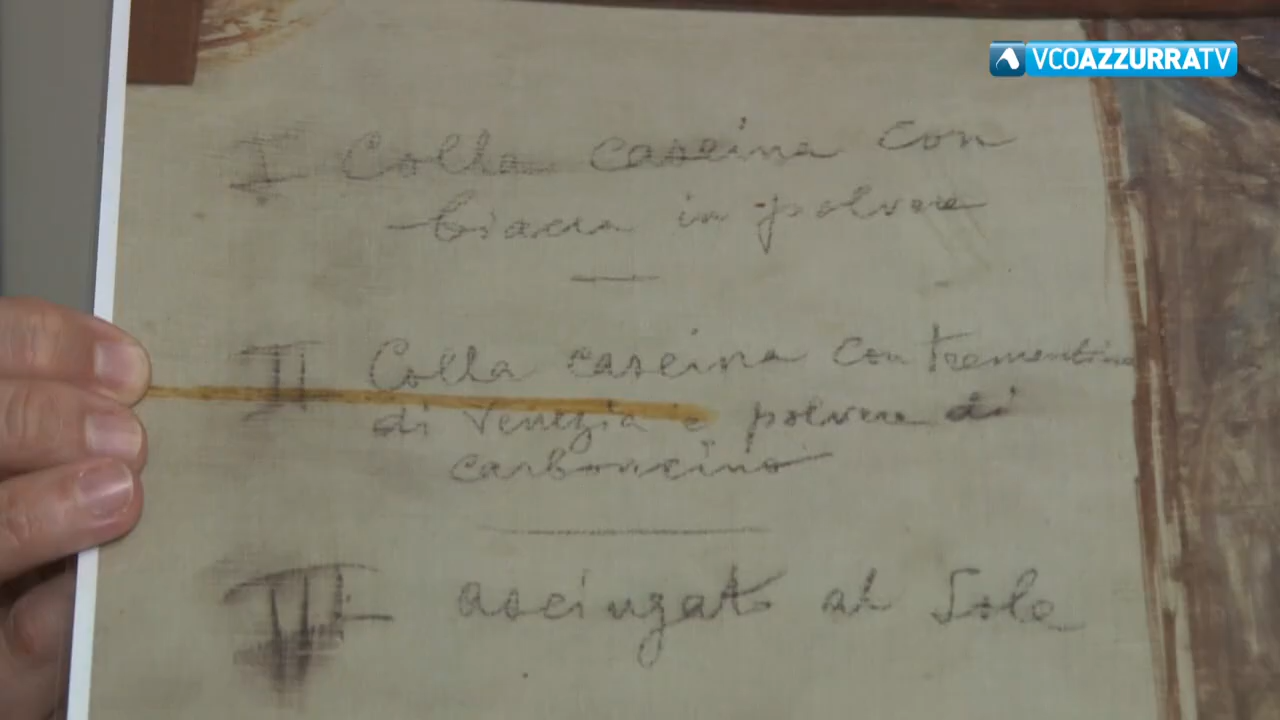 VCOAZZURRATV
I Colla caseina con
biacca in polvere
II Colla caseina con trementina
di Venezia e polvere di
carboncino
III asciugato al Sole